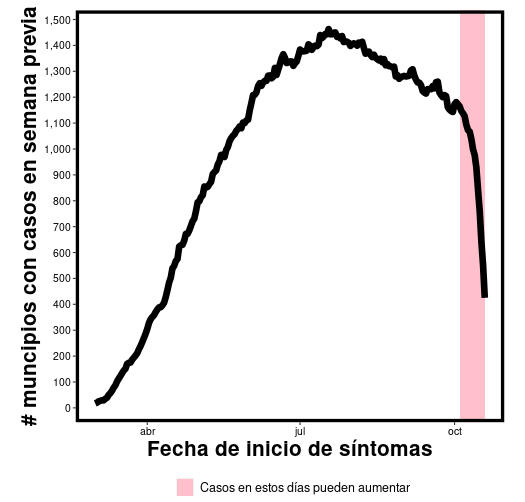 # muncipios con casos en semana previa
1,500
1,400
1,300
1,200
1,100
1,000
900
800
700
600
500
400
300
200
100
0
abr
jul
oct
Fecha de inicio de síntomas
Casos en estos días pueden aumentar